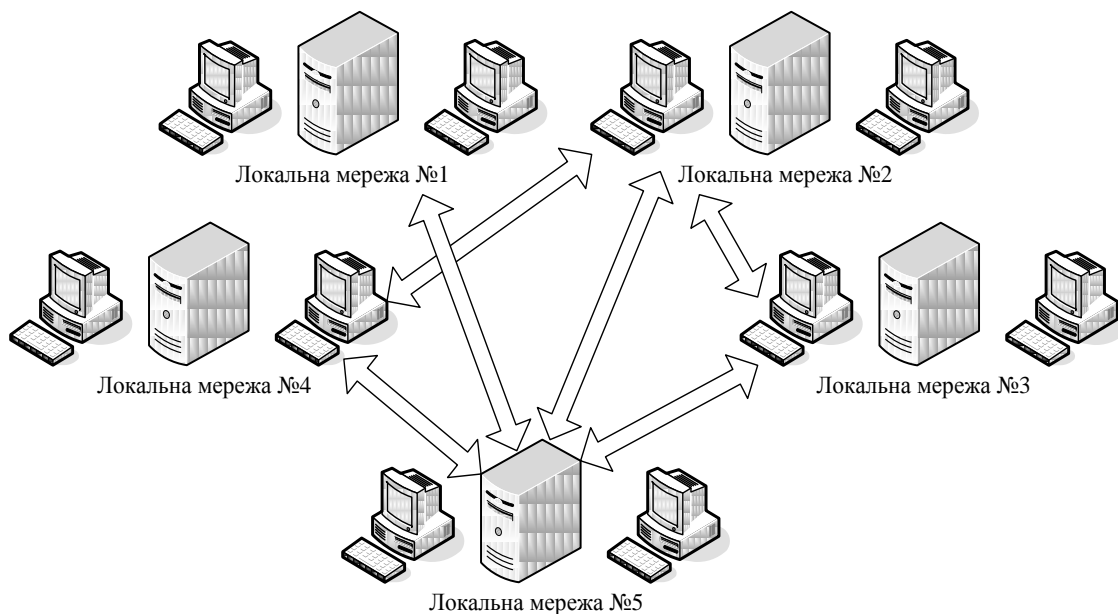 Локальна мережа №1
Локальна мережа №2
Локальна мережа №4
Локальна мережа №3
Локальна мережа №5